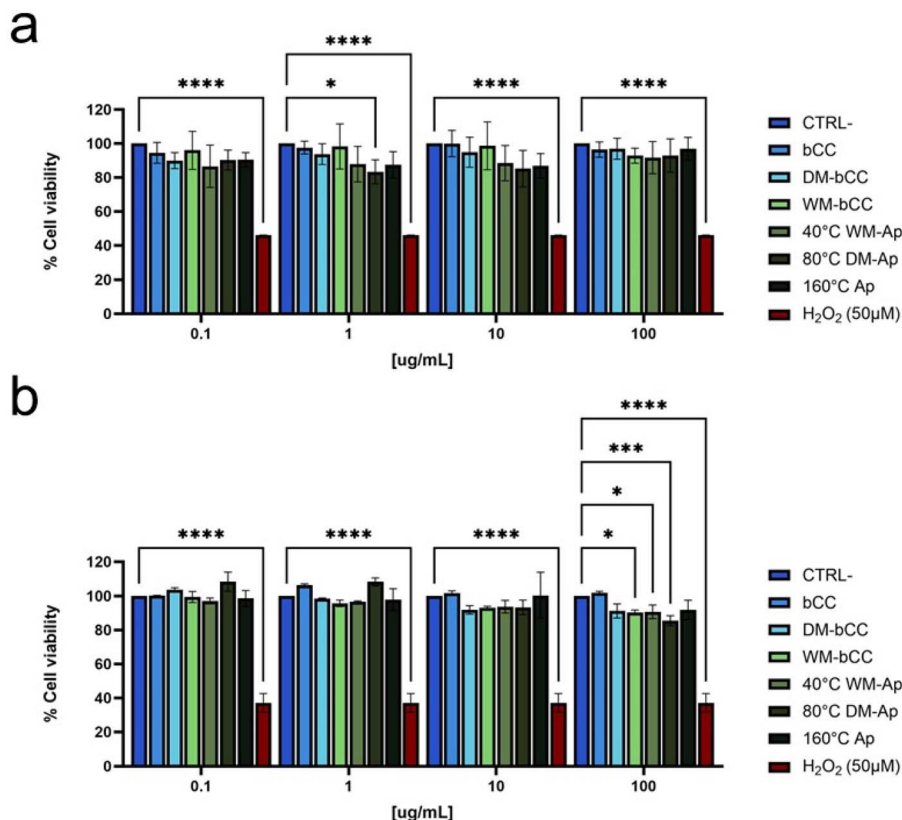 a
****
****
*
****
****
120
100
80
60
40
20
0
% Cell viability
0.1 1 10 100
[ug/mL]
CTRL-
bCC
DM-bCC
WM-bCC
40°C WM-Ap
80°C DM-Ap
160°C Ap
H₂O₂ (50µM)
b
****
***
*
*
****
****
****
120
100
80
60
40
20
0
% Cell viability
0.1 1 10 100
[ug/mL]
CTRL-
bCC
DM-bCC
WM-bCC
40°C WM-Ap
80°C DM-Ap
160°C Ap
H₂O₂ (50µM)